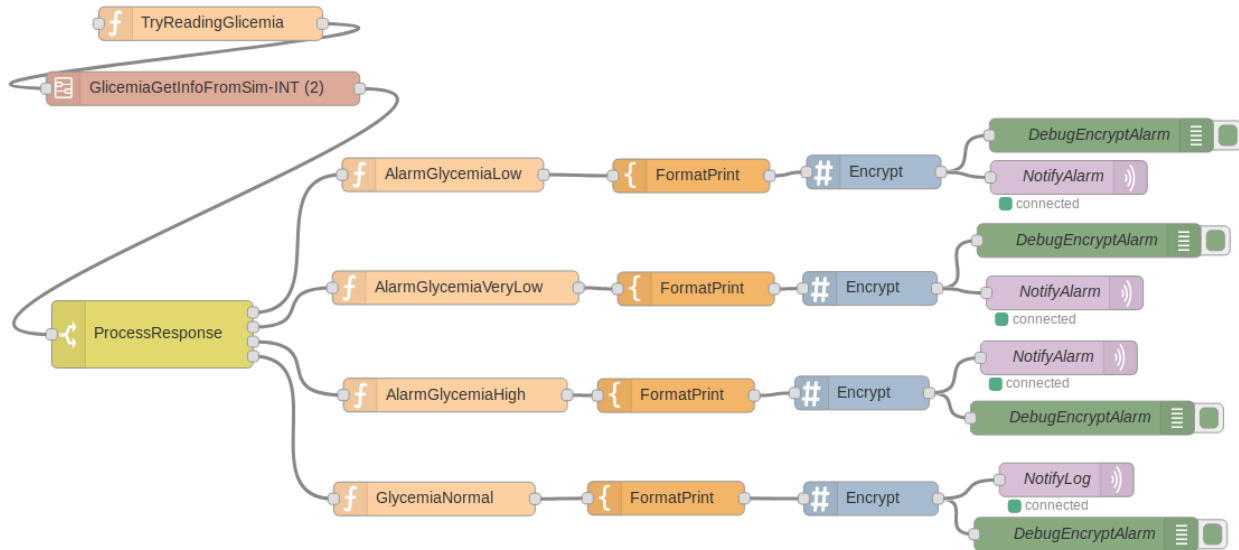 TryReadingGlicemia
GlicemiaGetInfoFromSim-INT (2)
DebugEncryptAlarm
AlarmGlycemiaLow
FormatPrint
Encrypt
NotifyAlarm
connected
DebugEncryptAlarm
AlarmGlycemiaVeryLow
FormatPrint
Encrypt
NotifyAlarm
connected
ProcessResponse
NotifyAlarm
connected
AlarmGlycemiaHigh
FormatPrint
Encrypt
DebugEncryptAlarm
NotifyLog
connected
GlycemiaNormal
FormatPrint
Encrypt
DebugEncryptAlarm